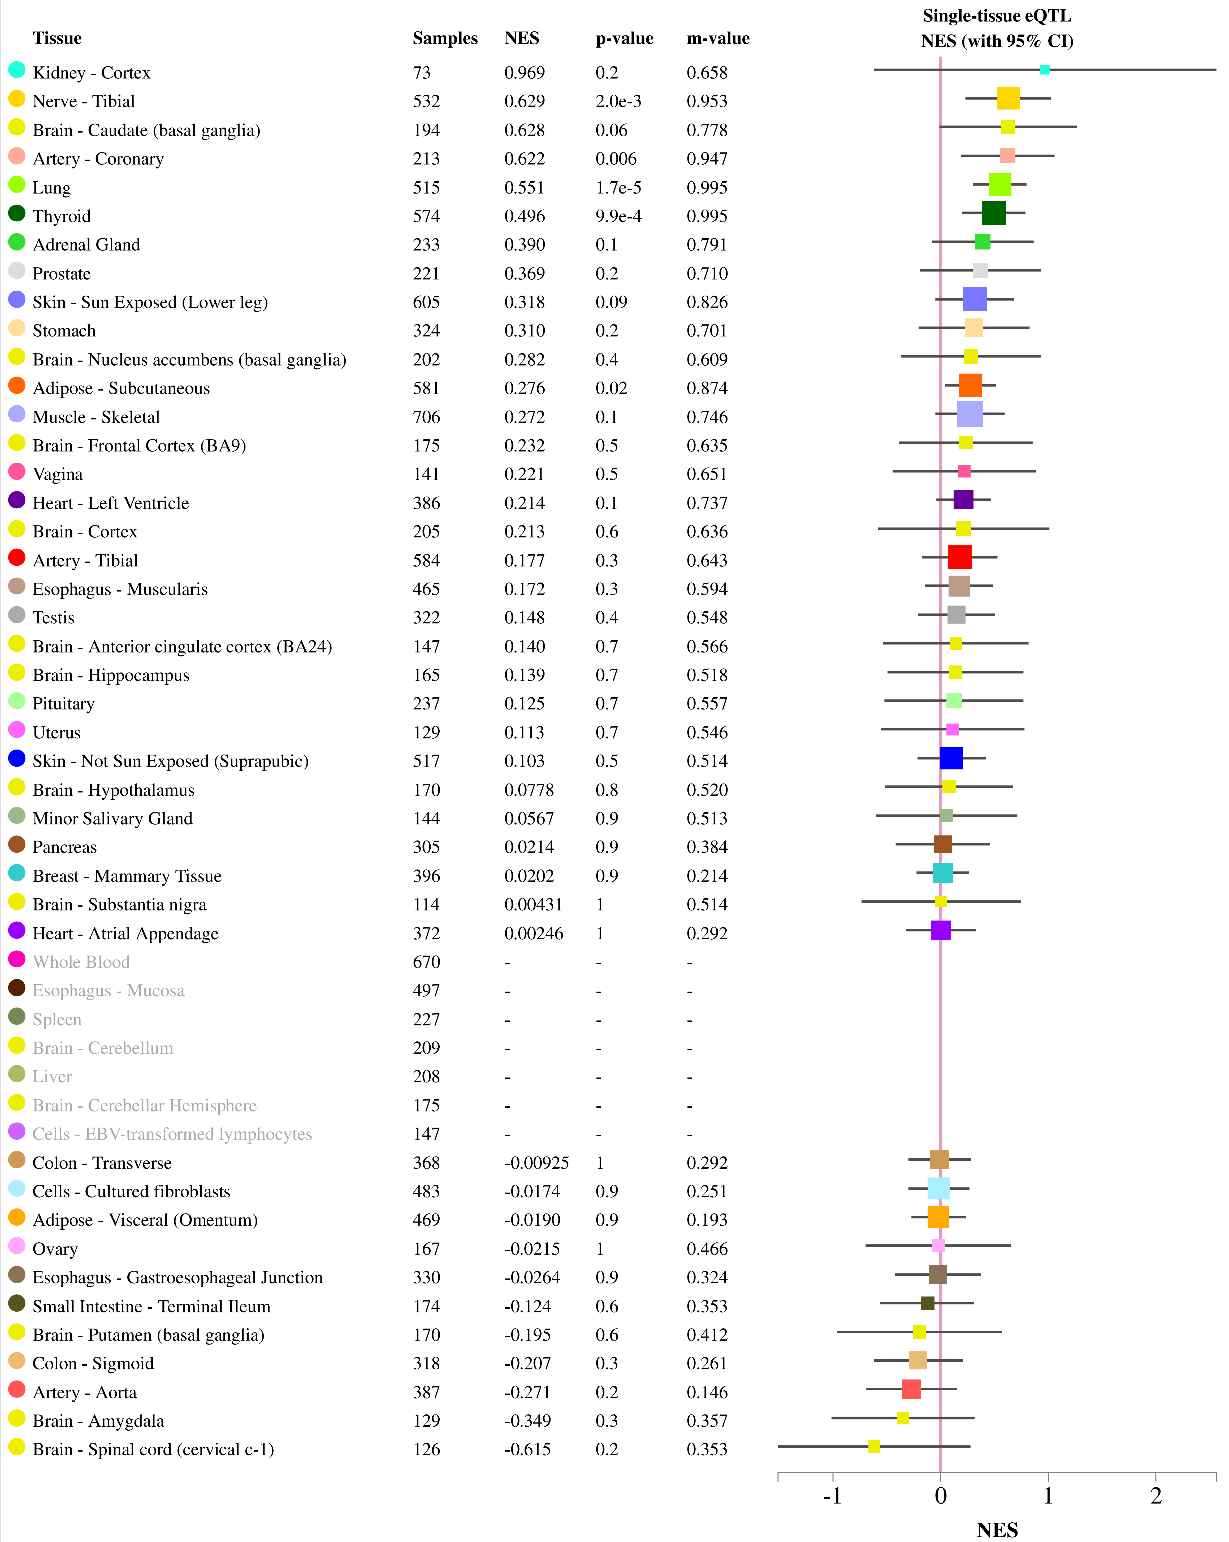 Single-tissue eQTL
Tissue Samples NES p-value m-value NES (with 95% CI)
Kidney - Cortex 73 0.969 0.2 0.658
Nerve - Tibial 532 0.629 2.0e-3 0.953
Brain - Caudate (basal ganglia) 194 0.628 0.06 0.778
Artery - Coronary 213 0.622 0.006 0.947
Lung 515 0.551 1.7e-5 0.995
Thyroid 574 0.496 9.9e-4 0.995
Adrenal Gland 233 0.390 0.1 0.791
Prostate 221 0.369 0.2 0.710
Skin - Sun Exposed (Lower leg) 605 0.318 0.09 0.826
Stomach 324 0.310 0.2 0.701
Brain - Nucleus accumbens (basal ganglia) 202 0.282 0.4 0.609
Adipose - Subcutaneous 581 0.276 0.02 0.874
Muscle - Skeletal 706 0.272 0.1 0.746
Brain - Frontal Cortex (BA9) 175 0.232 0.5 0.635
Vagina 141 0.221 0.5 0.651
Heart - Left Ventricle 386 0.214 0.1 0.737
Brain - Cortex 205 0.213 0.6 0.636
Artery - Tibial 584 0.177 0.3 0.643
Esophagus - Muscularis 465 0.172 0.3 0.594
Testis 322 0.148 0.4 0.548
Brain - Anterior cingulate cortex (BA24) 147 0.140 0.7 0.566
Brain - Hippocampus 165 0.139 0.7 0.518
Pituitary 237 0.125 0.7 0.557
Uterus 129 0.113 0.7 0.546
Skin - Not Sun Exposed (Suprapubic) 517 0.103 0.5 0.514
Brain - Hypothalamus 170 0.0778 0.8 0.520
Minor Salivary Gland 144 0.0567 0.9 0.513
Pancreas 305 0.0214 0.9 0.384
Breast - Mammary Tissue 396 0.0202 0.9 0.214
Brain - Substantia nigra 114 0.00431 1 0.514
Heart - Atrial Appendage 372 0.00246 1 0.292
Whole Blood 670 - - -
Esophagus - Mucosa 497 - - -
Spleen 227 - - -
Brain - Cerebellum 209 - - -
Liver 208 - - -
Brain - Cerebellar Hemisphere 175 - - -
Cells - EBV-transformed lymphocytes 147 - - -
Colon - Transverse 368 -0.00925 1 0.292
Cells - Cultured fibroblasts 483 -0.0174 0.9 0.251
Adipose - Visceral (Omentum) 469 -0.0190 0.9 0.193
Ovary 167 -0.0215 1 0.466
Esophagus - Gastroesophageal Junction 330 -0.0264 0.9 0.324
Small Intestine - Terminal Ileum 174 -0.124 0.6 0.353
Brain - Putamen (basal ganglia) 170 -0.195 0.6 0.412
Colon - Sigmoid 318 -0.207 0.3 0.261
Artery - Aorta 387 -0.271 0.2 0.146
Brain - Amygdala 129 -0.349 0.3 0.357
Brain - Spinal cord (cervical c-1) 126 -0.615 0.2 0.353
-1 0 1 2
NES